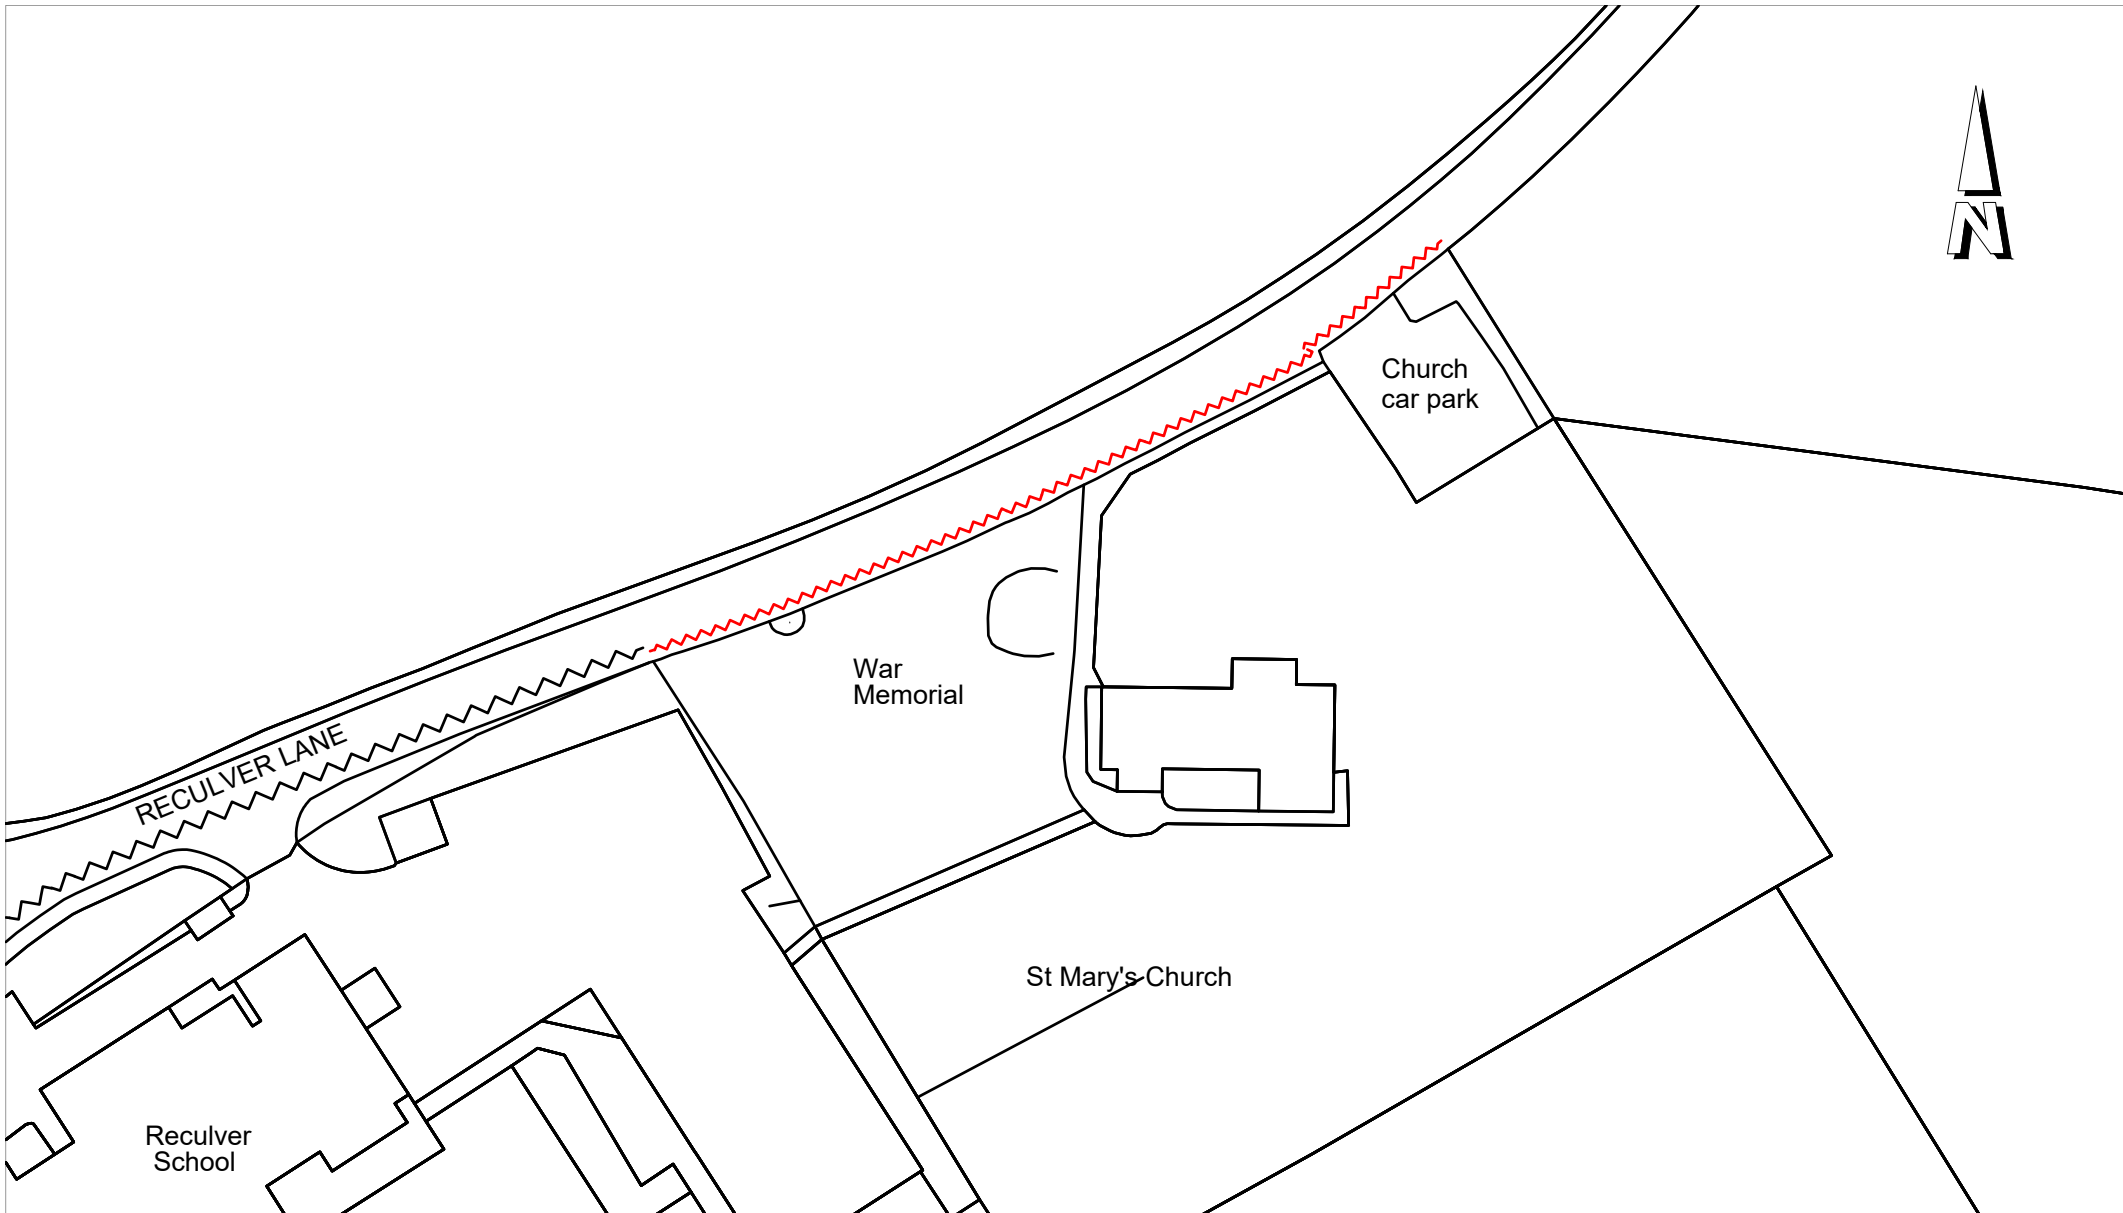 N
Church
car park
War
Memorial
RECULVER LANE
St Mary's Church
Reculver
School